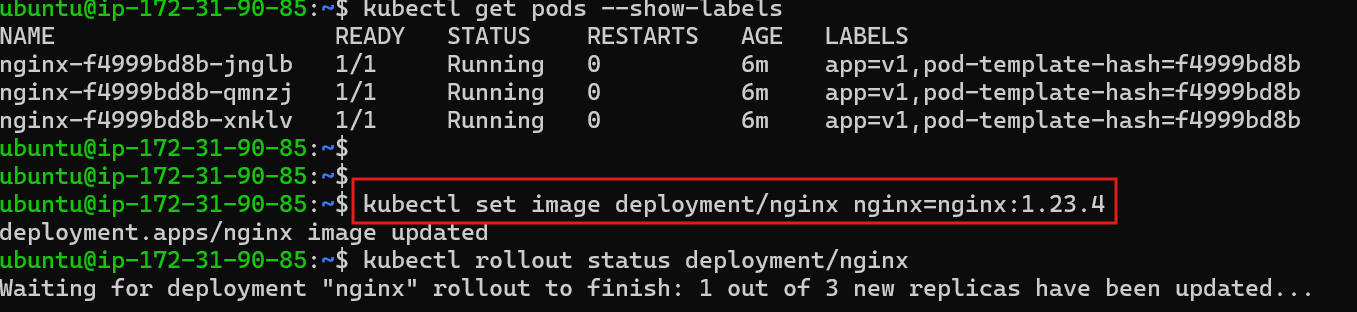 ubuntu@ip-172-31-90-85:~$ kubectl get pods --show-labels
NAME READY STATUS RESTARTS AGE LABELS
nginx-f4999bd8b-jnglb 1/1 Running 0 6m app=v1,pod-template-hash=f4999bd8b
nginx-f4999bd8b-qmnzj 1/1 Running 0 6m app=v1,pod-template-hash=f4999bd8b
nginx-f4999bd8b-xnklv 1/1 Running 0 6m app=v1,pod-template-hash=f4999bd8b
ubuntu@ip-172-31-90-85:~$
ubuntu@ip-172-31-90-85:~$
ubuntu@ip-172-31-90-85:~$ kubectl set image deployment/nginx nginx=nginx:1.23.4
deployment.apps/nginx image updated
ubuntu@ip-172-31-90-85:~$ kubectl rollout status deployment/nginx
Waiting for deployment "nginx" rollout to finish: 1 out of 3 new replicas have been updated...